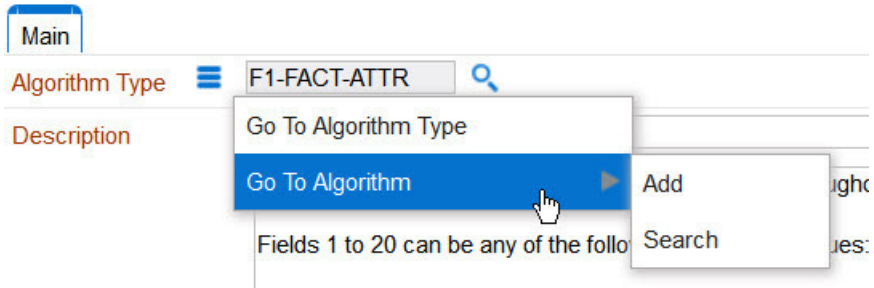 Main
Algorithm Type F1-FACT-ATTR
Go To Algorithm Type
Description
Go To Algorithm
Add
Search
Fields 1 to 20 can be any of the